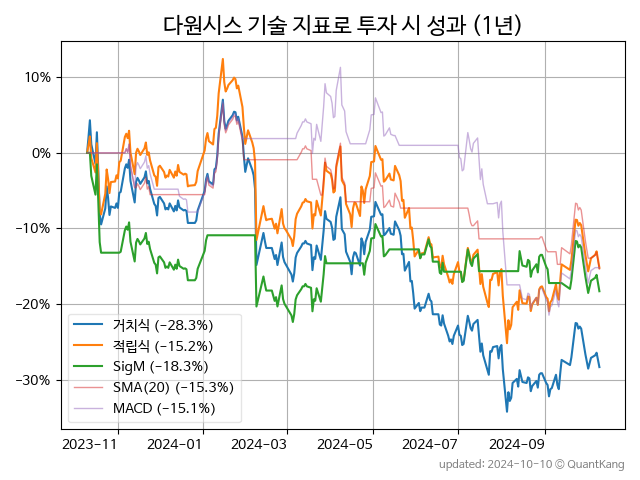 다원시스 기술 지표로 투자 시 성과 (1년)
10%
0%
−10%
−20%
−30%
거치식 (−28.3%)
적립식 (−15.2%)
SigM (−18.3%)
SMA(20) (−15.3%)
MACD (−15.1%)
2023−11 2024−01 2024−03 2024−05 2024−07 2024−09
updated: 2024−10−10 ⓒ QuantKang